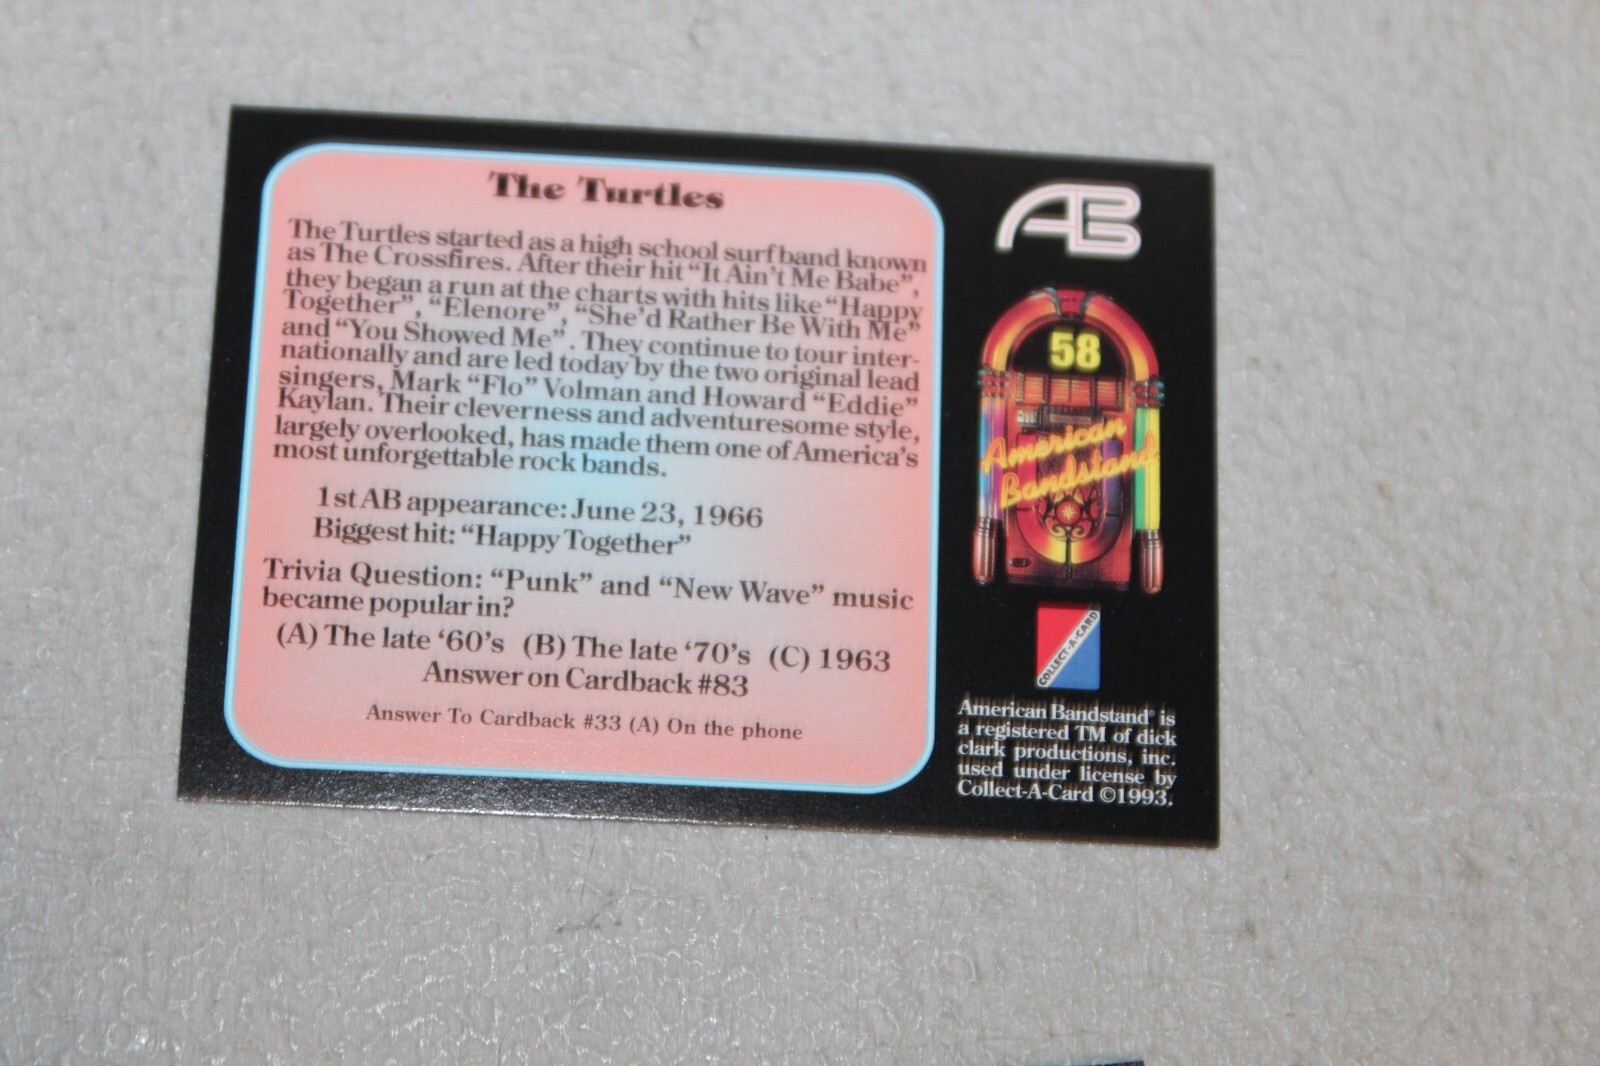 The Turtles
The Turtles started as a high school surf band known
as The Crossfires. After their hit “It Ain’t Me Babe”,
they began a run at the charts with hits like “Happy
Together”, “Elenore”, “She’d Rather Be With Me”
and “You Showed Me” . They continue to tour inter-
nationally and are led today by the two original lead
singers, Mark “Flo” Volman and Howard “Eddie”
Kaylan. Their cleverness and adventuresome style,
largely overlooked, has made them one of America’s
most unforgettable rock bands.
1st AB appearance: June 23, 1966
Biggest hit: “Happy Together”
Trivia Question: “Punk” and “New Wave” music
became popular in?
(A) The late ‘60’s (B) The late ‘70’s (C) 1963
Answer on Cardback #83
Answer To Cardback #33 (A) On the phone
AB
58
American
Bandstand
COLLECT-A-CARD
American Bandstand® is
a registered TM of dick
clark productions, inc.
used under license by
Collect-A-Card ©1993.